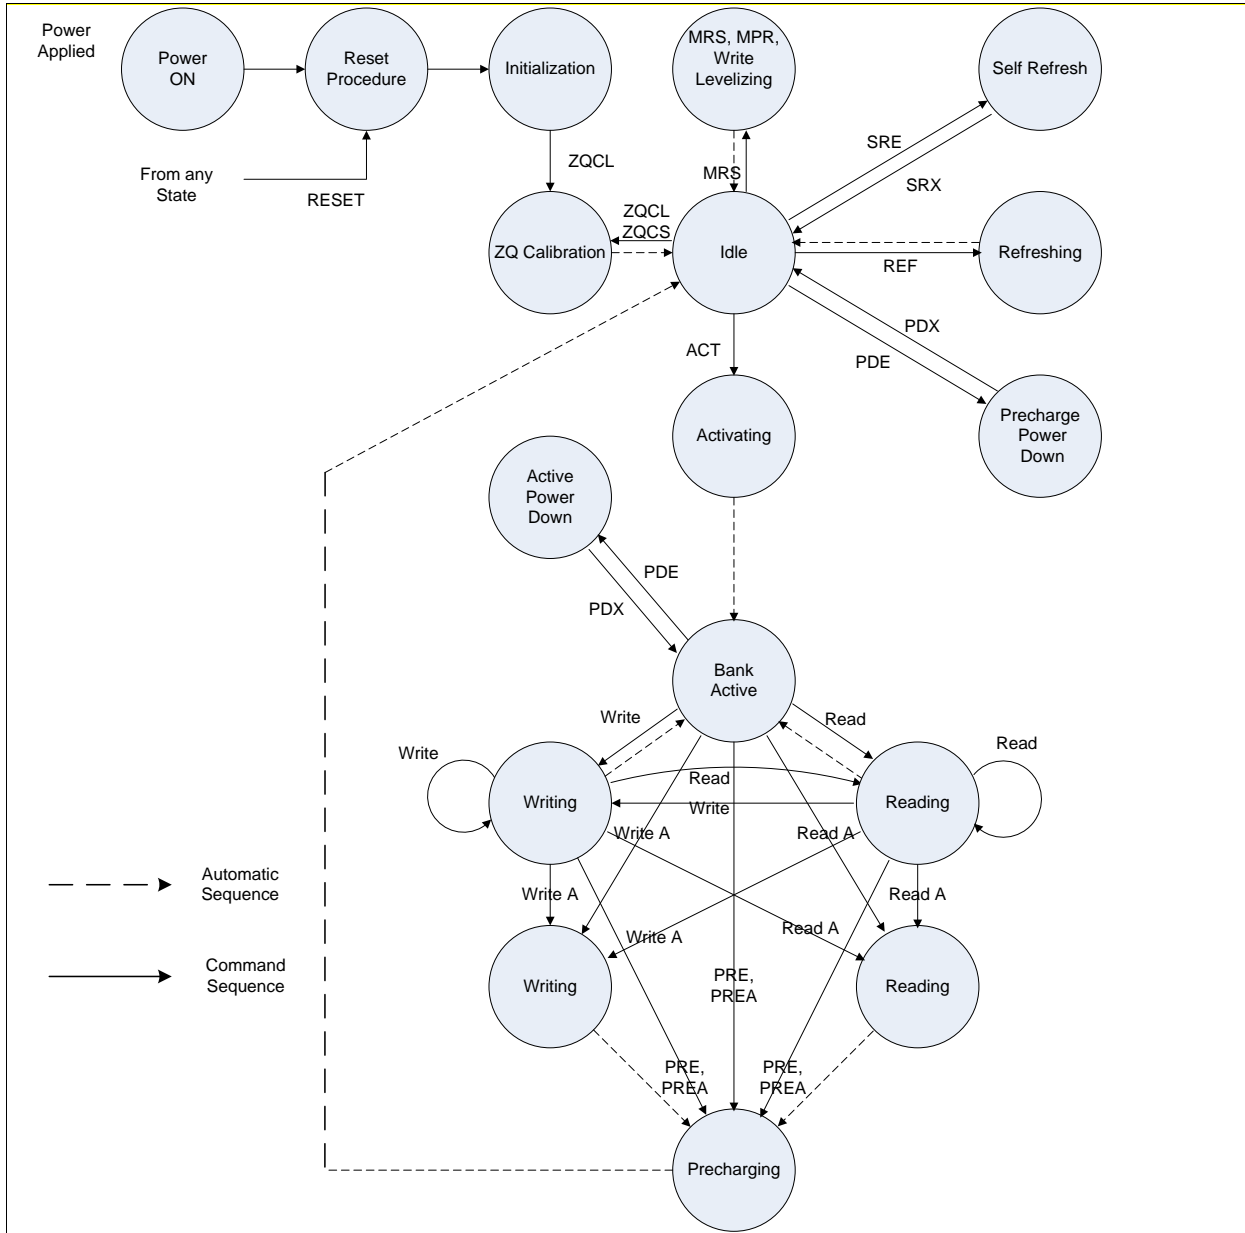 Power
Applied
Power
ON
Reset
Procedure
Initialization
MRS, MPR,
Write
Levelizing
Self Refresh
From any
State
RESET
ZQCL
MRS
SRE
SRX
ZQCL
ZQCS
ZQ Calibration
Idle
REF
Refreshing
ACT
PDX
PDE
Activating
Precharge
Power
Down
Active
Power
Down
PDE
PDX
Bank
Active
Write
Read
Write
Read
Writing
Read
Write
Reading
Write A
Read A
Automatic
Sequence
Write A
Read A
Write A
Read A
Command
Sequence
Writing
PRE,
PREA
Reading
PRE,
PREA
PRE,
PREA
Precharging